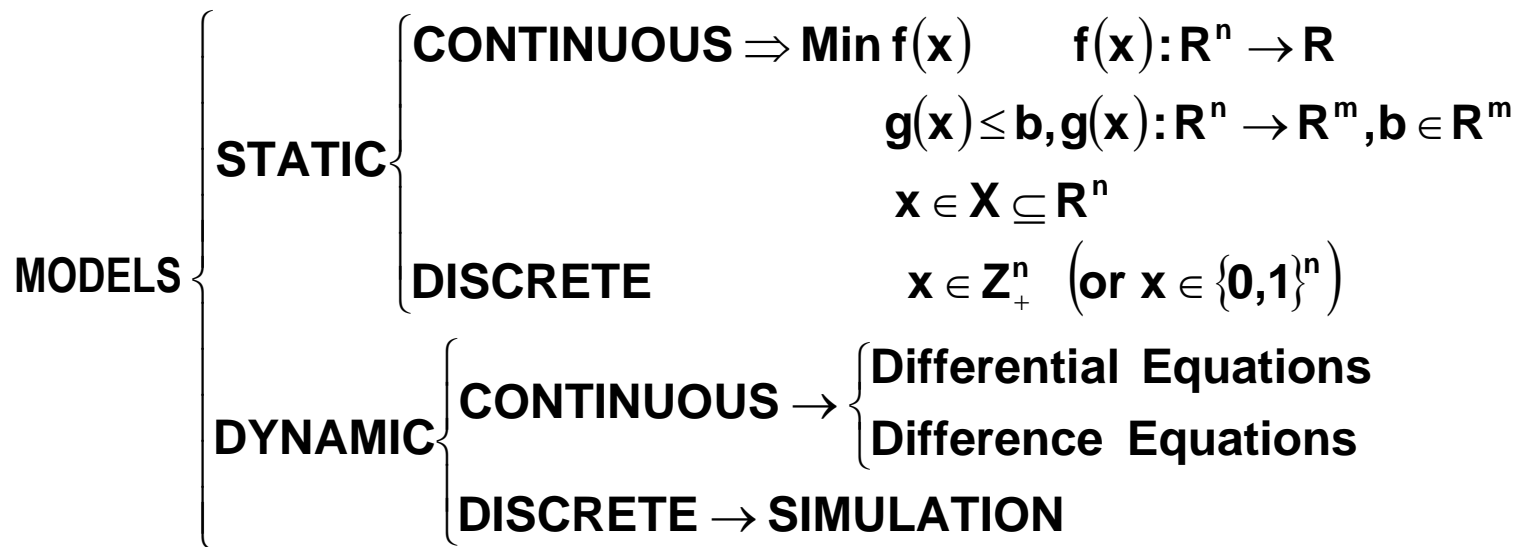 CONTINUOUS ⇒ Min f(x) f(x): Rⁿ → R
g(x) ≤ b, g(x): Rⁿ → Rᵐ, b ∈ Rᵐ
STATIC
x ∈ X ⊆ Rⁿ
MODELS
DISCRETE x ∈ Z₊ⁿ (or x ∈ {0,1}ⁿ)
Differential Equations
CONTINUOUS →
DYNAMIC
Difference Equations
DISCRETE → SIMULATION